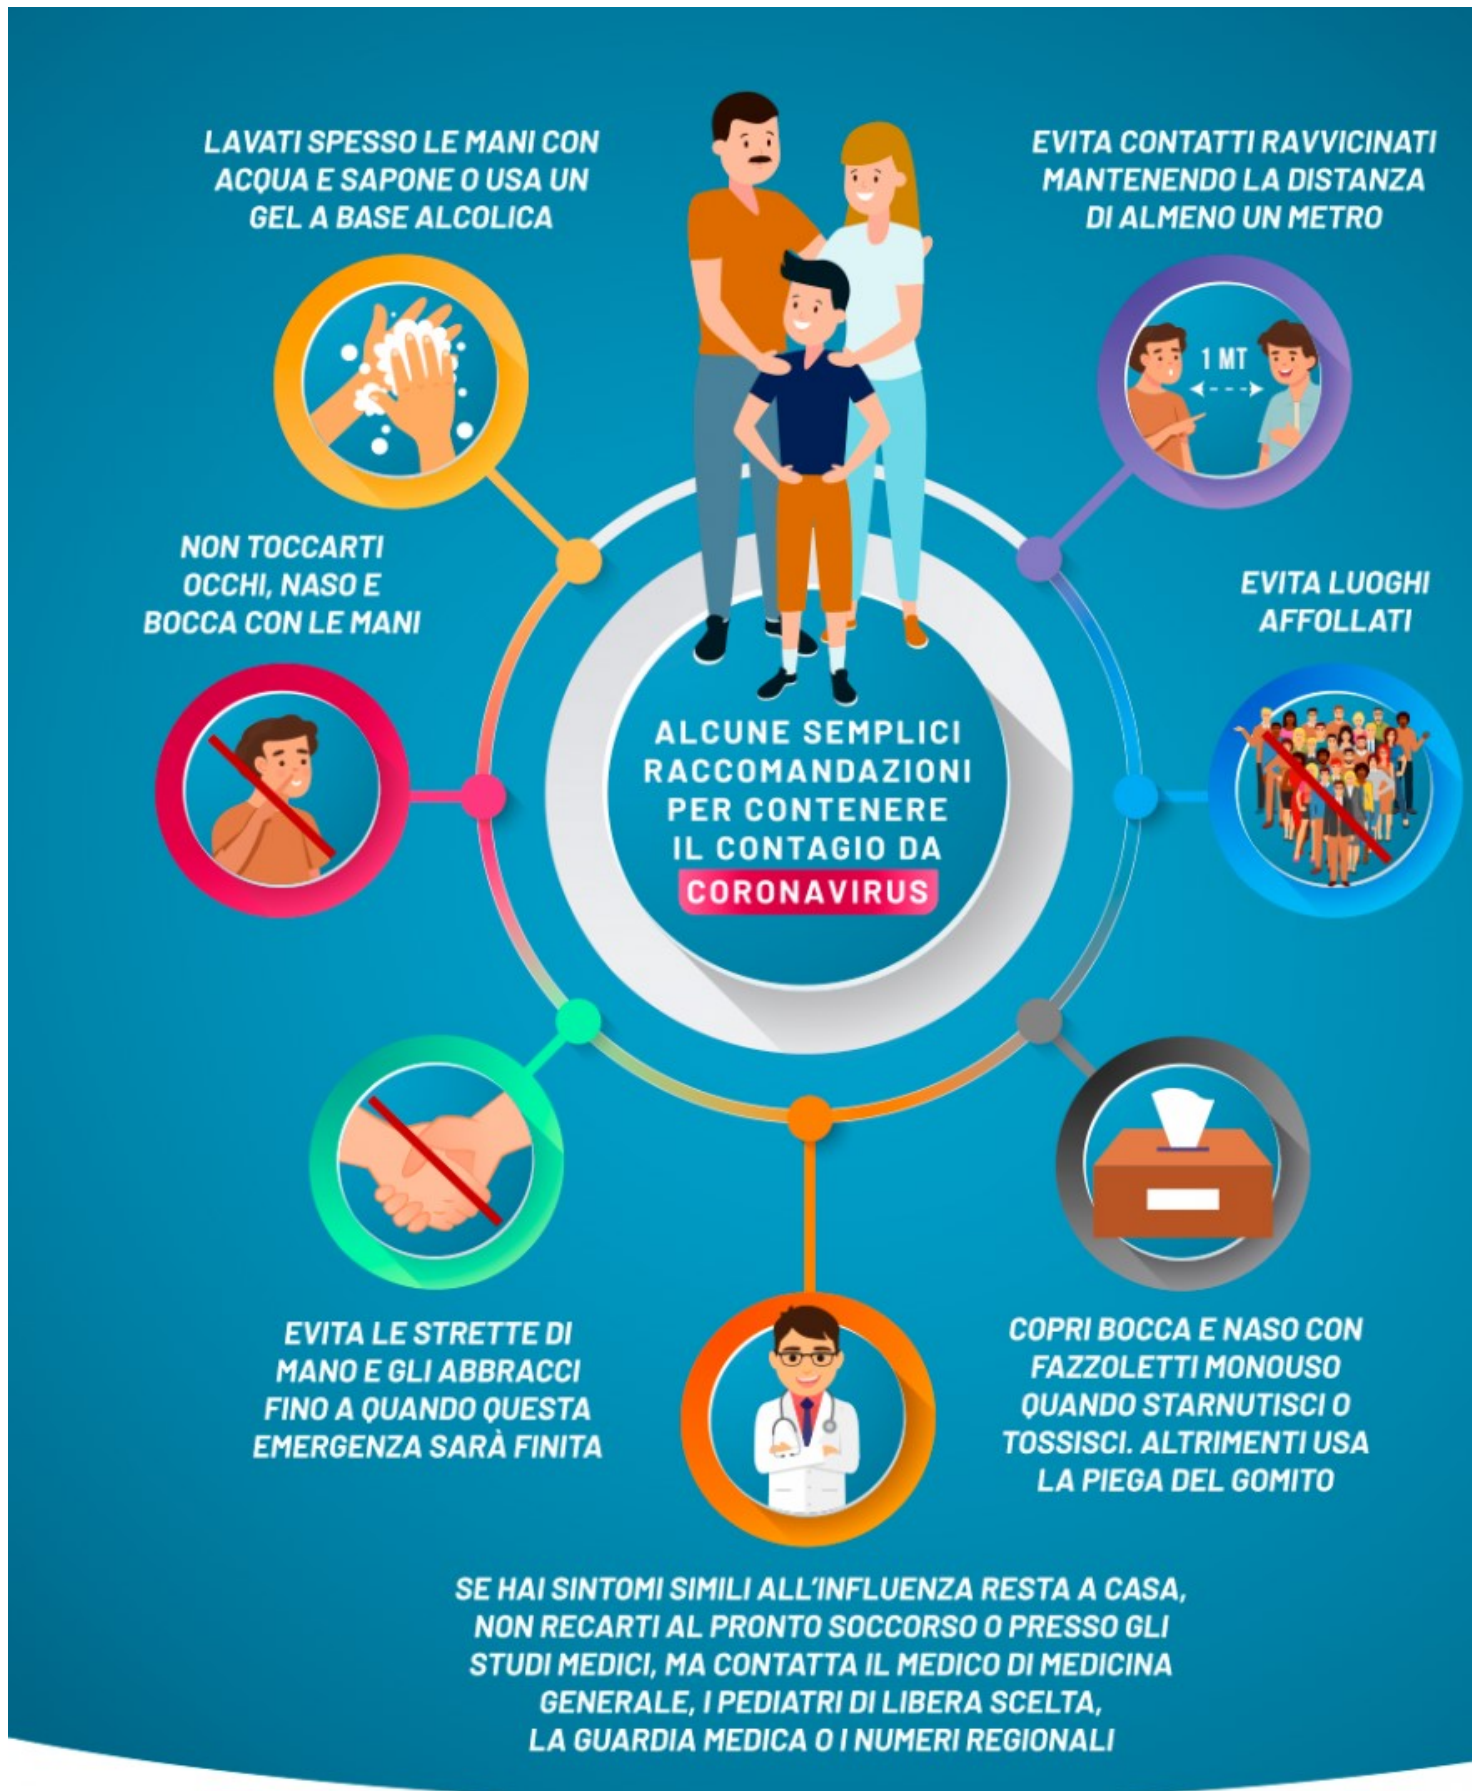 LAVATI SPESSO LE MANI CON
ACQUA E SAPONE O USA UN
GEL A BASE ALCOLICA
EVITA CONTATTI RAVVICINATI
MANTENENDO LA DISTANZA
DI ALMENO UN METRO
1 MT
NON TOCCARTI
OCCHI, NASO E
BOCCA CON LE MANI
EVITA LUOGHI
AFFOLLATI
ALCUNE SEMPLICI
RACCOMANDAZIONI
PER CONTENERE
IL CONTAGIO DA
CORONAVIRUS
EVITA LE STRETTE DI
MANO E GLI ABBRACCI
FINO A QUANDO QUESTA
EMERGENZA SARÀ FINITA
COPRI BOCCA E NASO CON
FAZZOLETTI MONOUSO
QUANDO STARNUTISCI O
TOSSISCI. ALTRIMENTI USA
LA PIEGA DEL GOMITO
SE HAI SINTOMI SIMILI ALL'INFLUENZA RESTA A CASA,
NON RECARTI AL PRONTO SOCCORSO O PRESSO GLI
STUDI MEDICI, MA CONTATTA IL MEDICO DI MEDICINA
GENERALE, I PEDIATRI DI LIBERA SCELTA,
LA GUARDIA MEDICA O I NUMERI REGIONALI